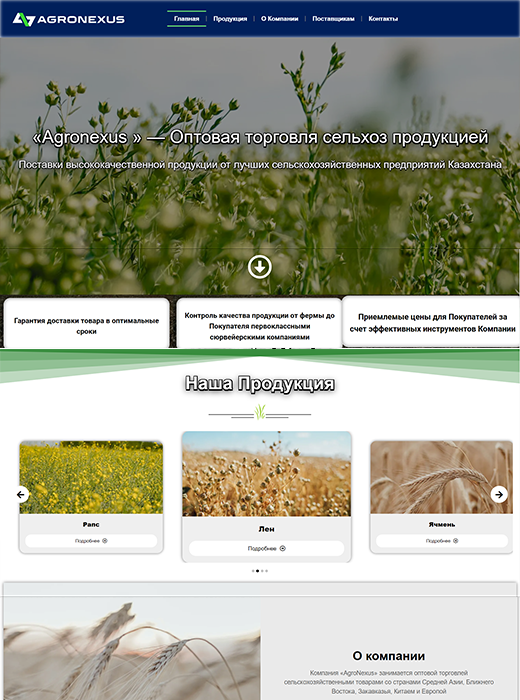 AGRONEXUS
Главная Продукция О Компании Поставщикам Контакты
«Agronexus » — Оптовая торговля сельхоз продукцией
Поставки высококачественной продукции от лучших сельскохозяйственных предприятий Казахстана
Гарантия доставки товара в оптимальные
сроки
Контроль качества продукции от фермы до
Покупателя первоклассными
сюрвейерскими компаниями
Приемлемые цены для Покупателей за
счет эффективных инструментов Компании
Наша Продукция
Рапс
Подробнее
Лен
Подробнее
Ячмень
Подробнее
О компании
Компания «AgroNexus» занимается оптовой торговлей
сельскохозяйственными товарами со странами Средней Азии, Ближнего
Востока, Закавказья, Китаем и Европой